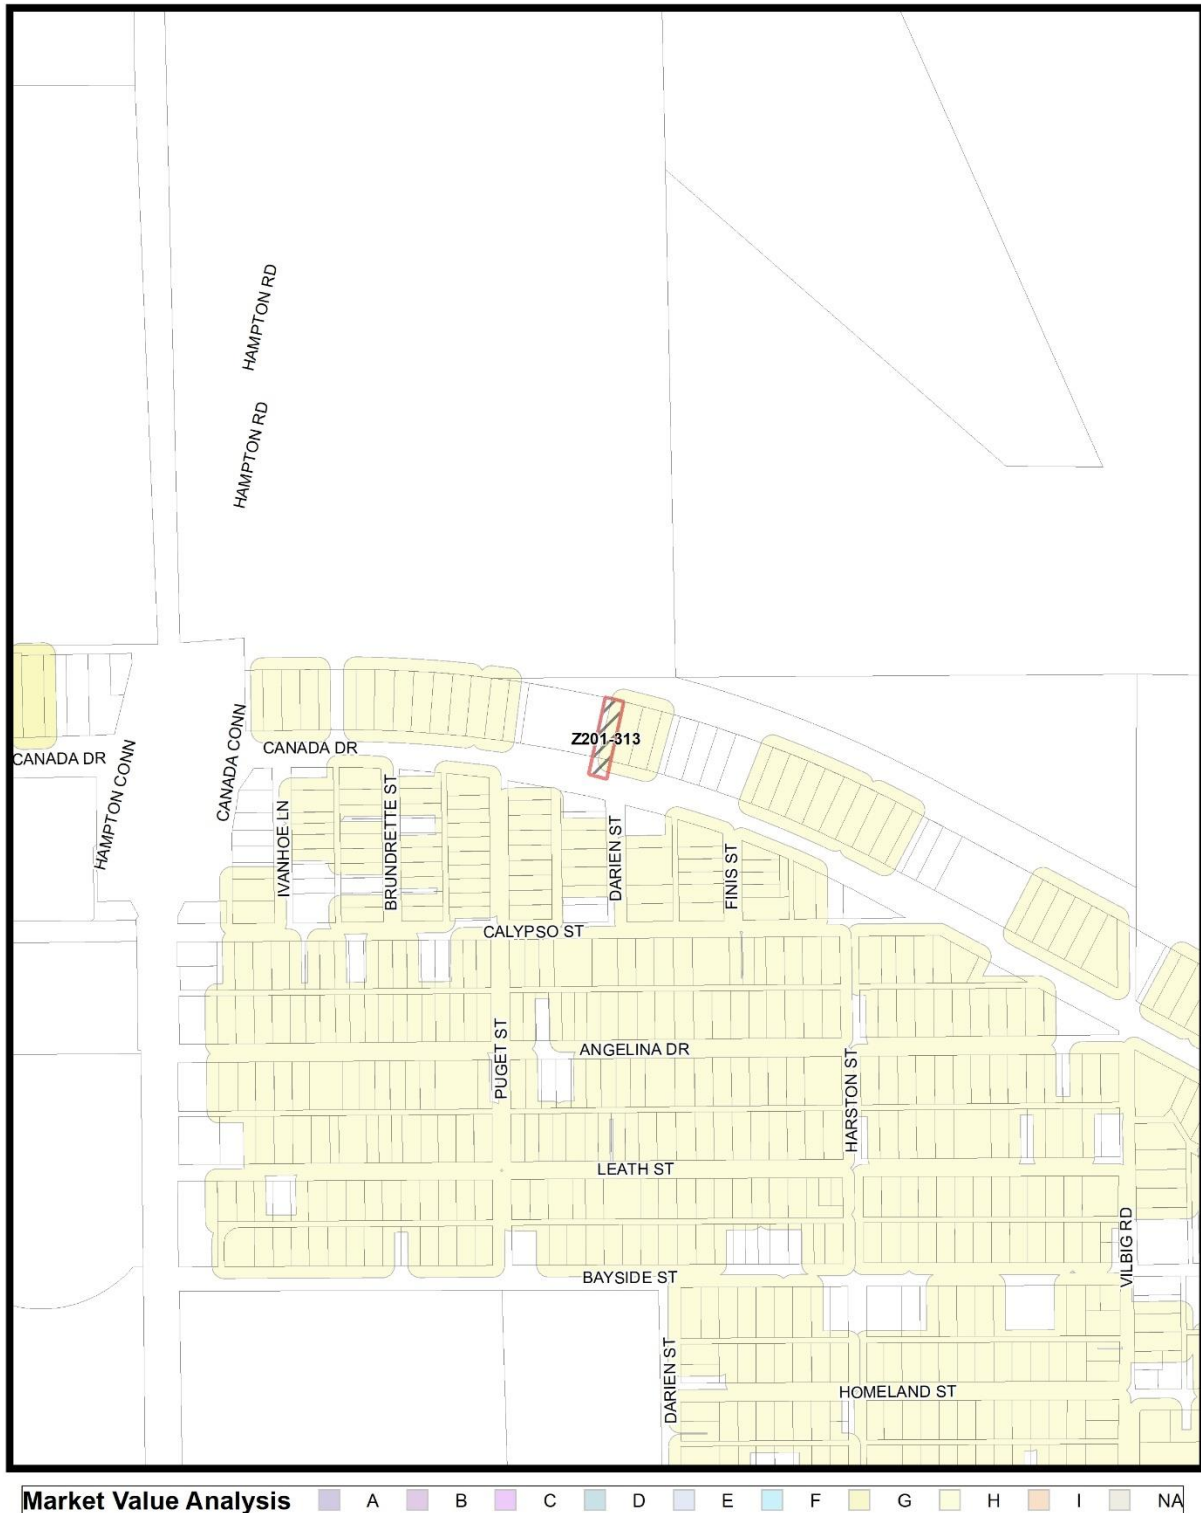 HAMPTON RD
HAMPTON RD
CANADA DR
HAMPTON CONN
CANADA CONN
CANADA DR
Z201-313
IVANHOE LN
BRUNDRETTE ST
DARIEN ST
FINIS ST
CALYPSO ST
PUGET ST
ANGELINA DR
HARSTON ST
LEATH ST
VILBIG RD
BAYSIDE ST
DARIEN ST
HOMELAND ST
Market Value Analysis A B C D E F G H I NA